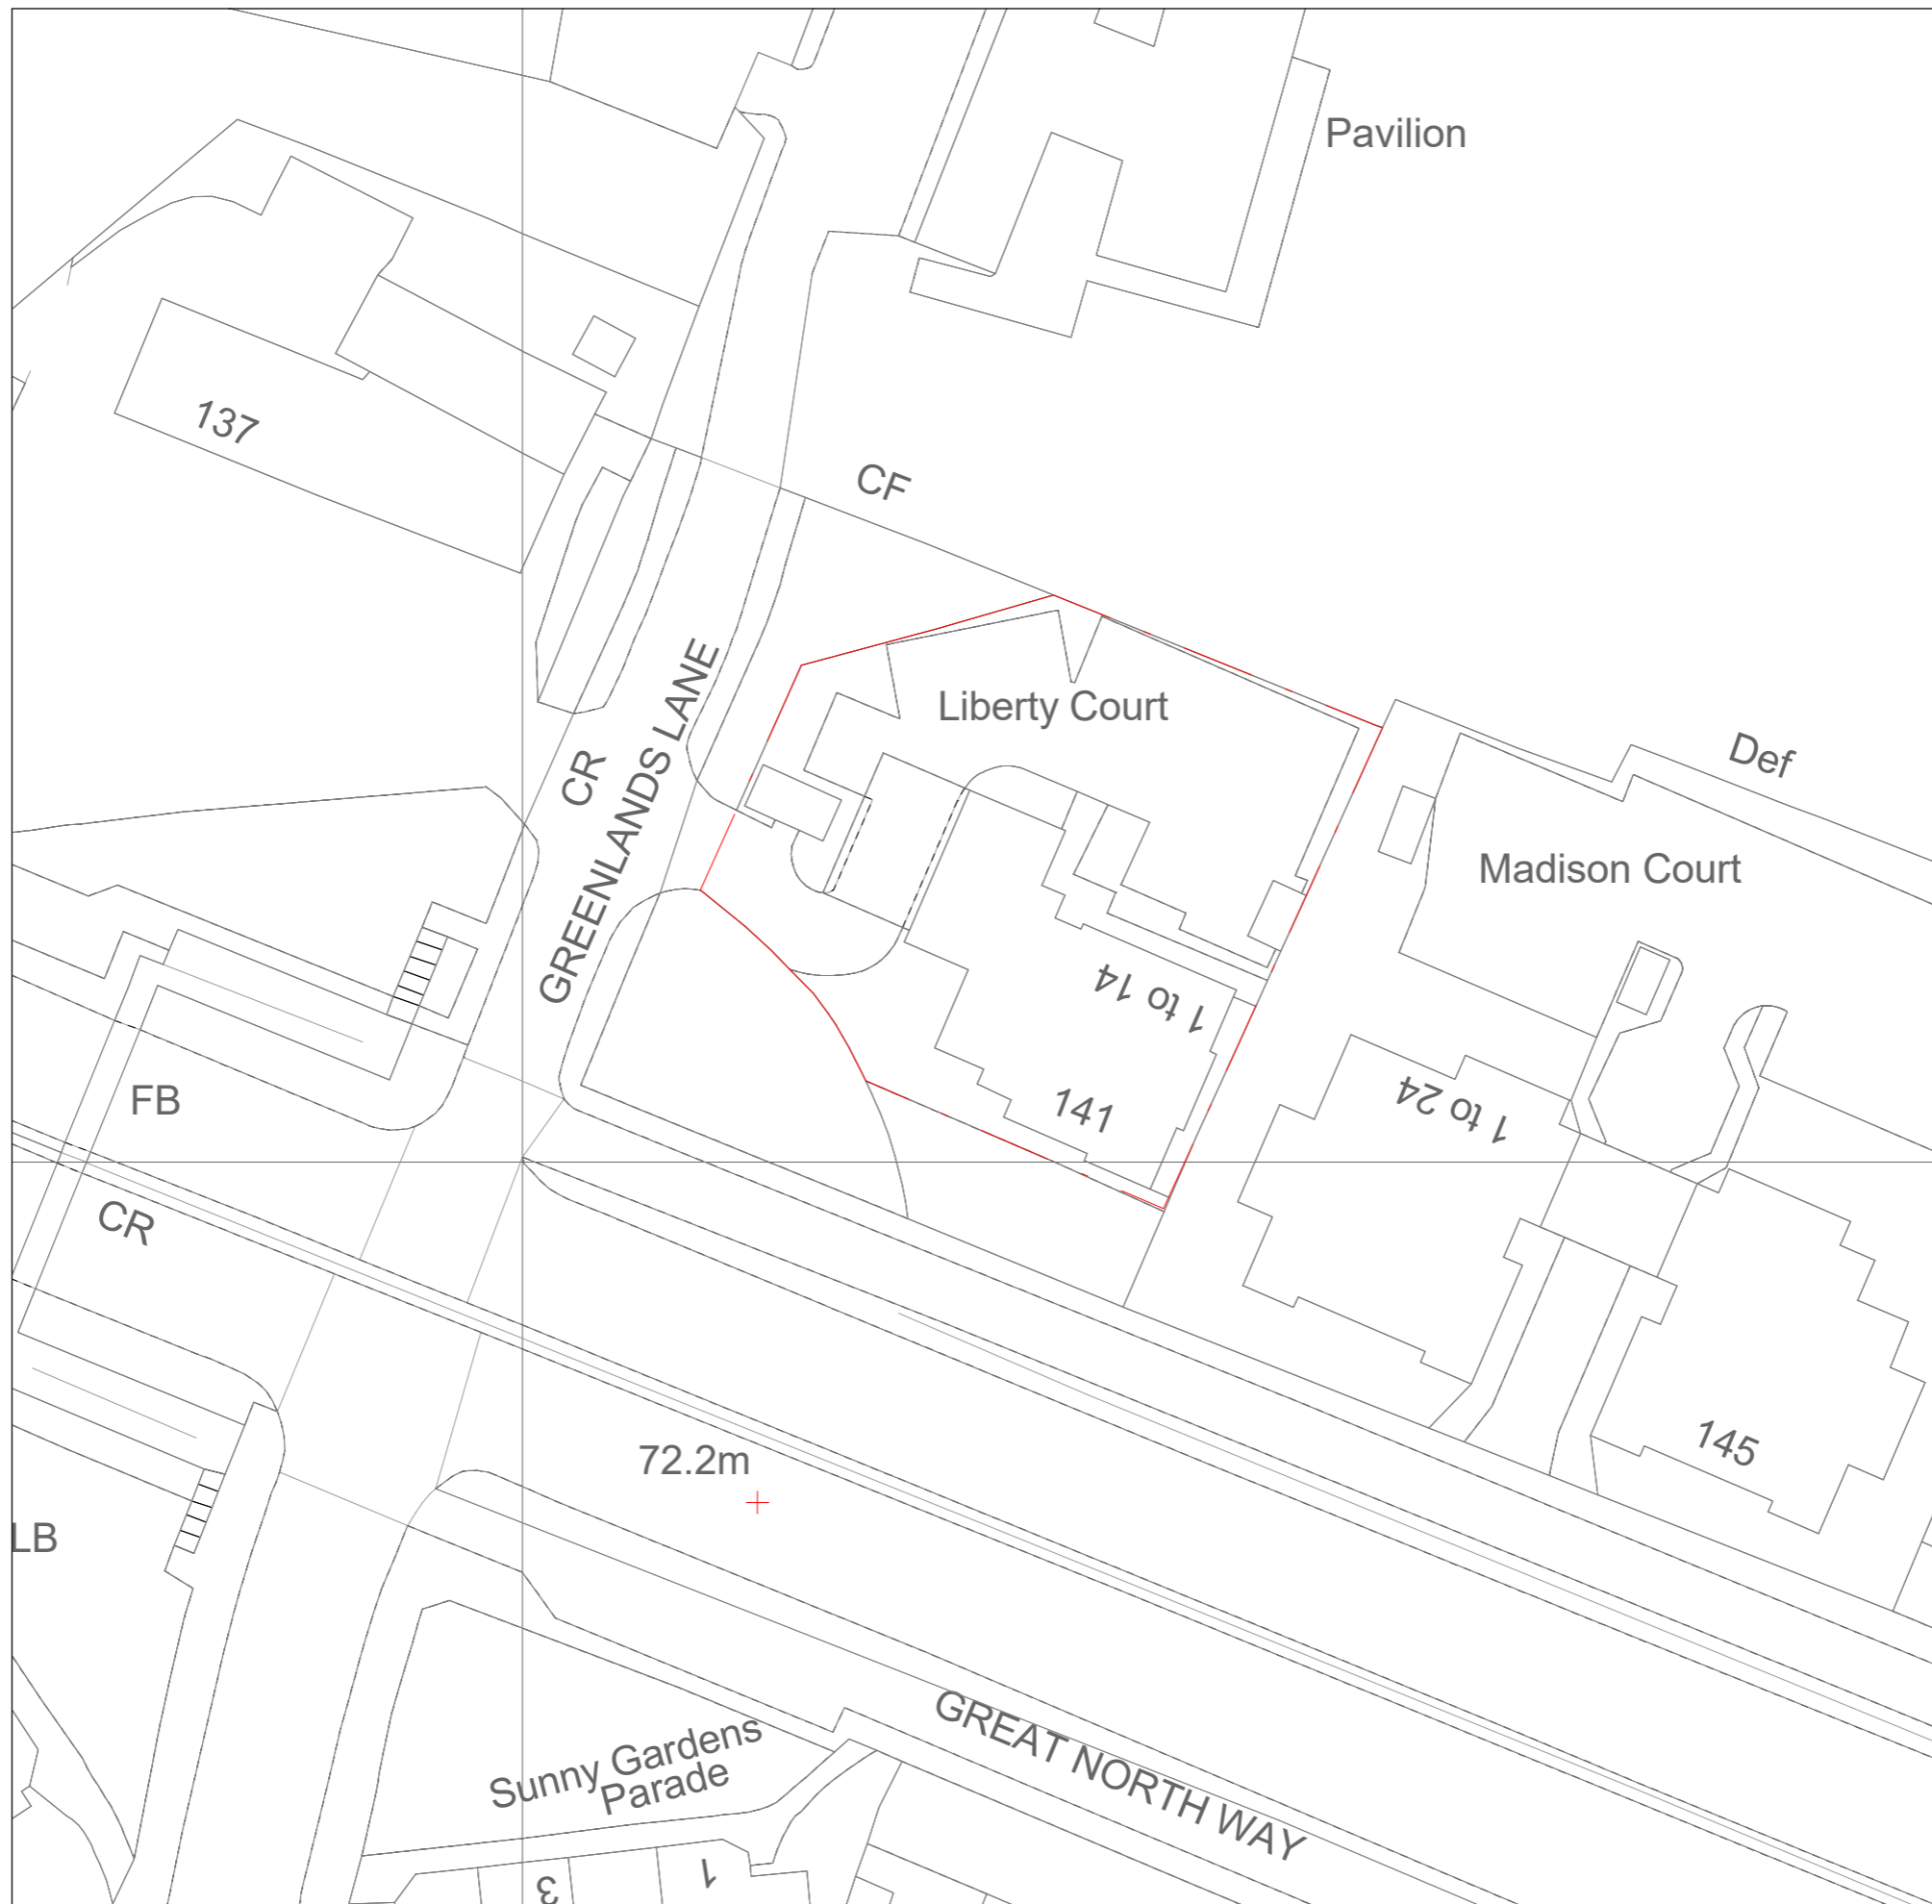 Pavilion
137
CF
Liberty Court
Def
CR
GREENLANDS LANE
Madison Court
1 to 14
FB
141
1 to 24
CR
145
72.2m
LB
GREAT NORTH WAY
Sunny Gardens
Parade
3
1